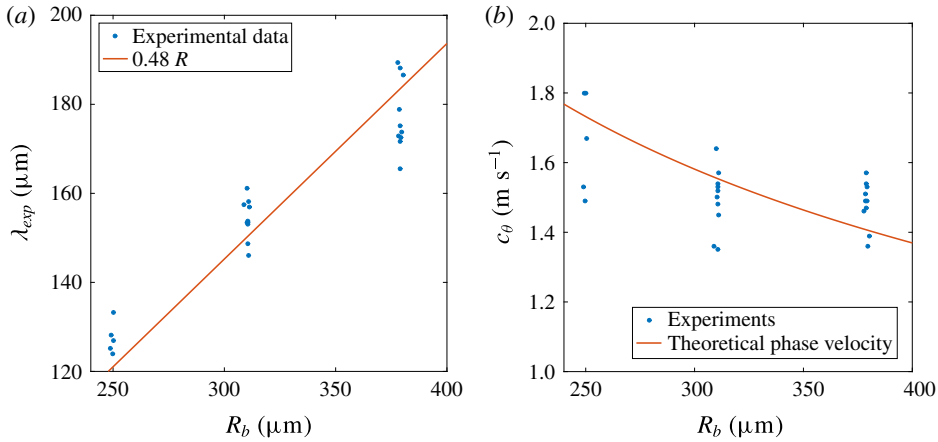 (a)
200
180
160
140
120
250
300
350
400
λexp (μm)
Rb (μm)
Experimental data
0.48 R
(b)
2.0
1.8
1.6
1.4
1.2
1.0
250
300
350
400
cθ (m s−1)
Rb (μm)
Experiments
Theoretical phase velocity